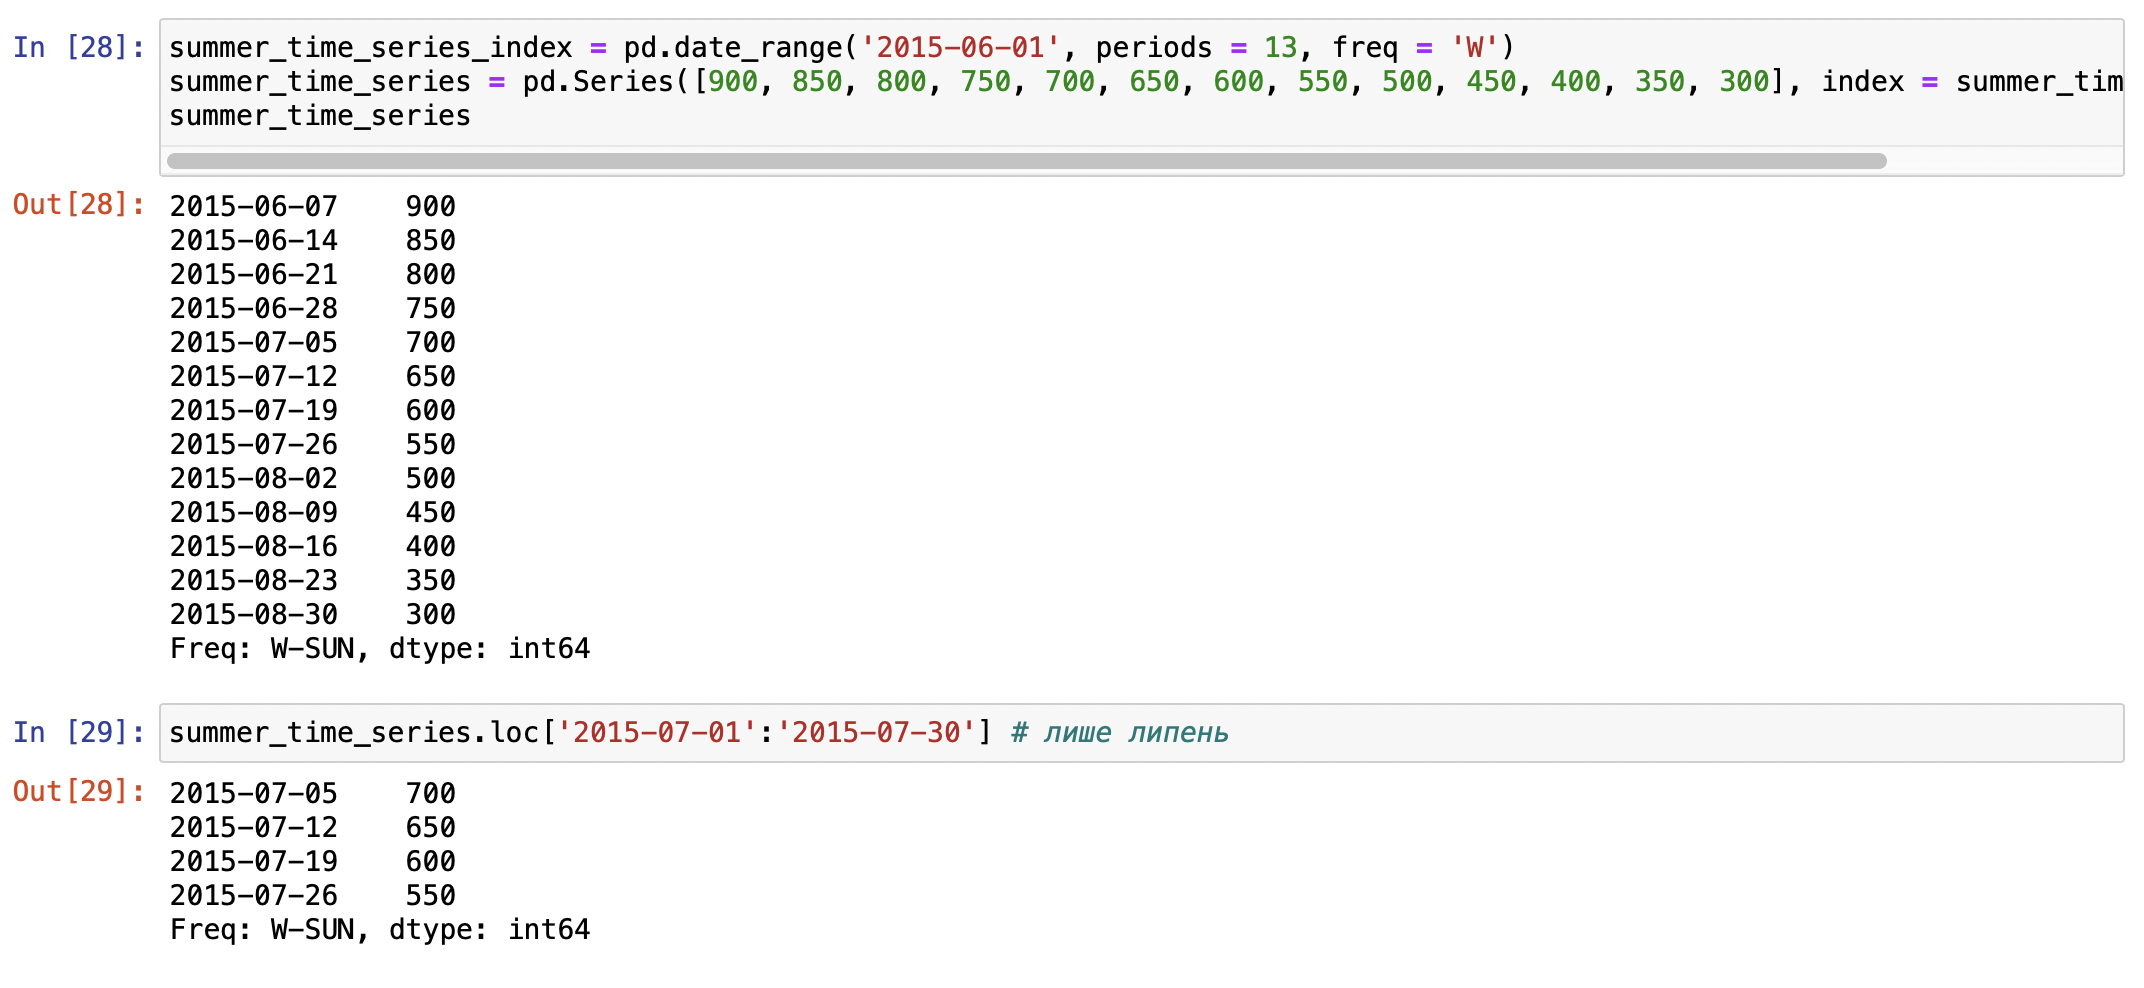 In [28]: summer_time_series_index = pd.date_range('2015-06-01', periods = 13, freq = 'W')
summer_time_series = pd.Series([900, 850, 800, 750, 700, 650, 600, 550, 500, 450, 400, 350, 300], index = summer_tim
summer_time_series
Out[28]: 2015-06-07    900
2015-06-14    850
2015-06-21    800
2015-06-28    750
2015-07-05    700
2015-07-12    650
2015-07-19    600
2015-07-26    550
2015-08-02    500
2015-08-09    450
2015-08-16    400
2015-08-23    350
2015-08-30    300
Freq: W-SUN, dtype: int64
In [29]: summer_time_series.loc['2015-07-01':'2015-07-30'] # лише липень
Out[29]: 2015-07-05    700
2015-07-12    650
2015-07-19    600
2015-07-26    550
Freq: W-SUN, dtype: int64